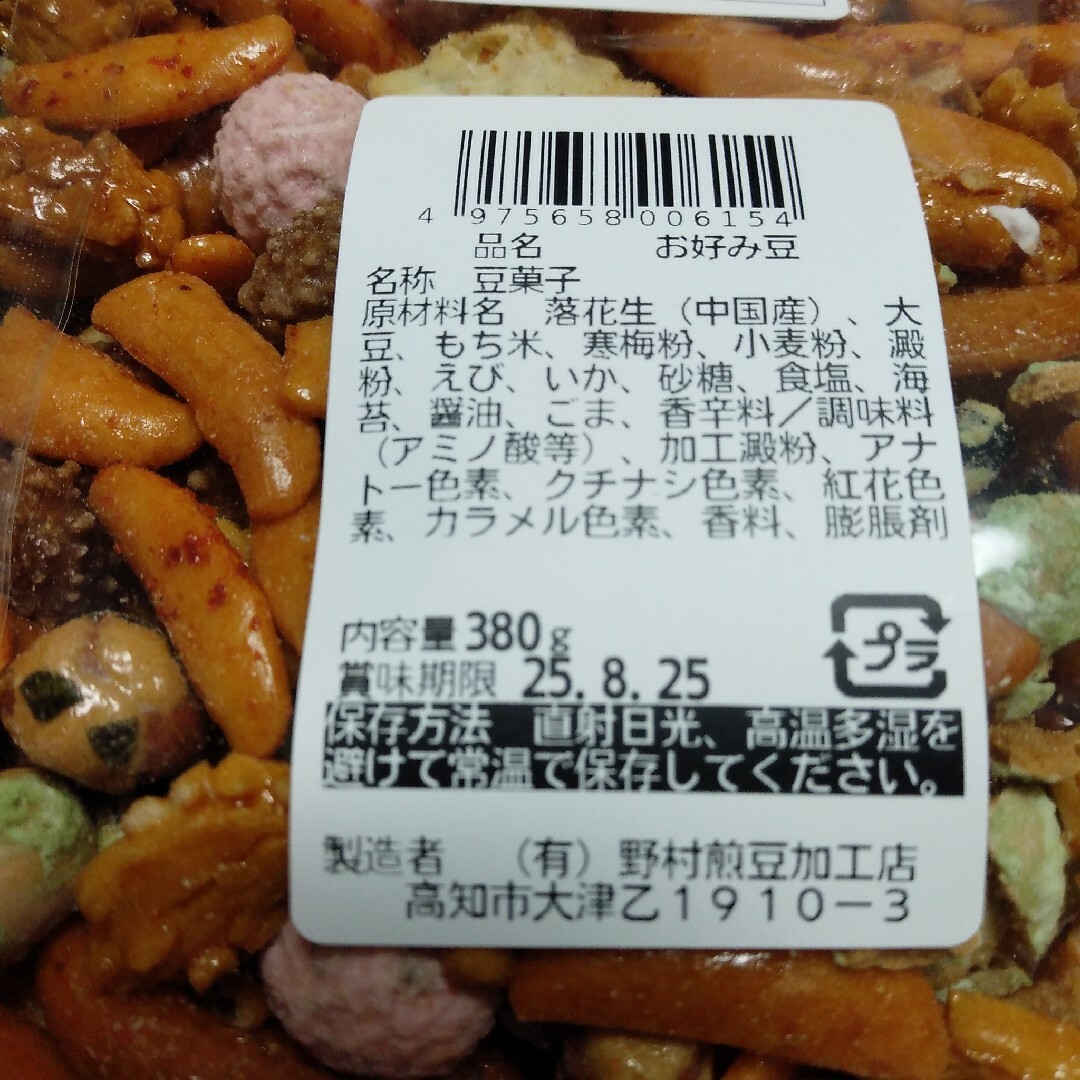 4 975658 006154
品名 お好み豆
名称 豆菓子
原材料名 落花生（中国産）、大
豆、もち米、寒梅粉、小麦粉、澱
粉、えび、いか、砂糖、食塩、海
苔、醤油、ごま、香辛料／調味料
（アミノ酸等）、加工澱粉、アナ
トー色素、クチナシ色素、紅花色
素、カラメル色素、香料、膨脹剤
内容量 380g
賞味期限 25.8.25
プラ
保存方法 直射日光、高温多湿を
避けて常温で保存してください。
製造者 （有）野村煎豆加工店
高知市大津乙1910－3